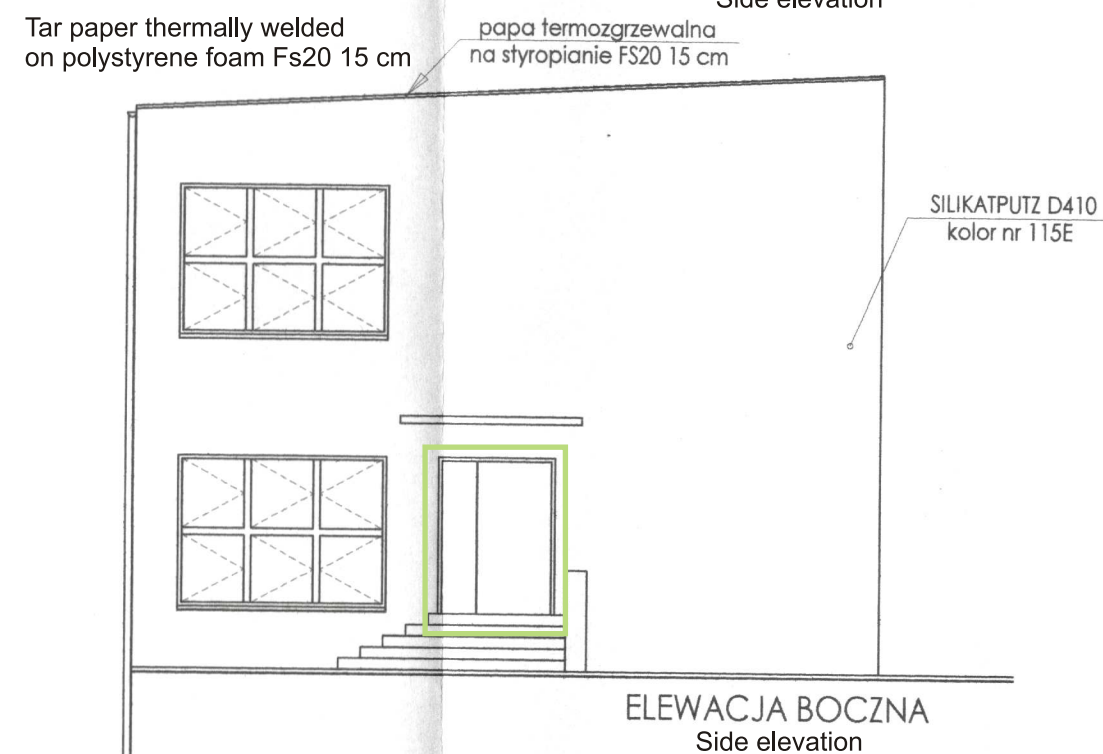 Side elevation
Tar paper thermally welded
on polystyrene foam Fs20 15 cm
papa termozgrzewalna
na styropianie FS20 15 cm
SILIKATPUTZ D410
kolor nr 115E
ELEWACJA BOCZNA
Side elevation